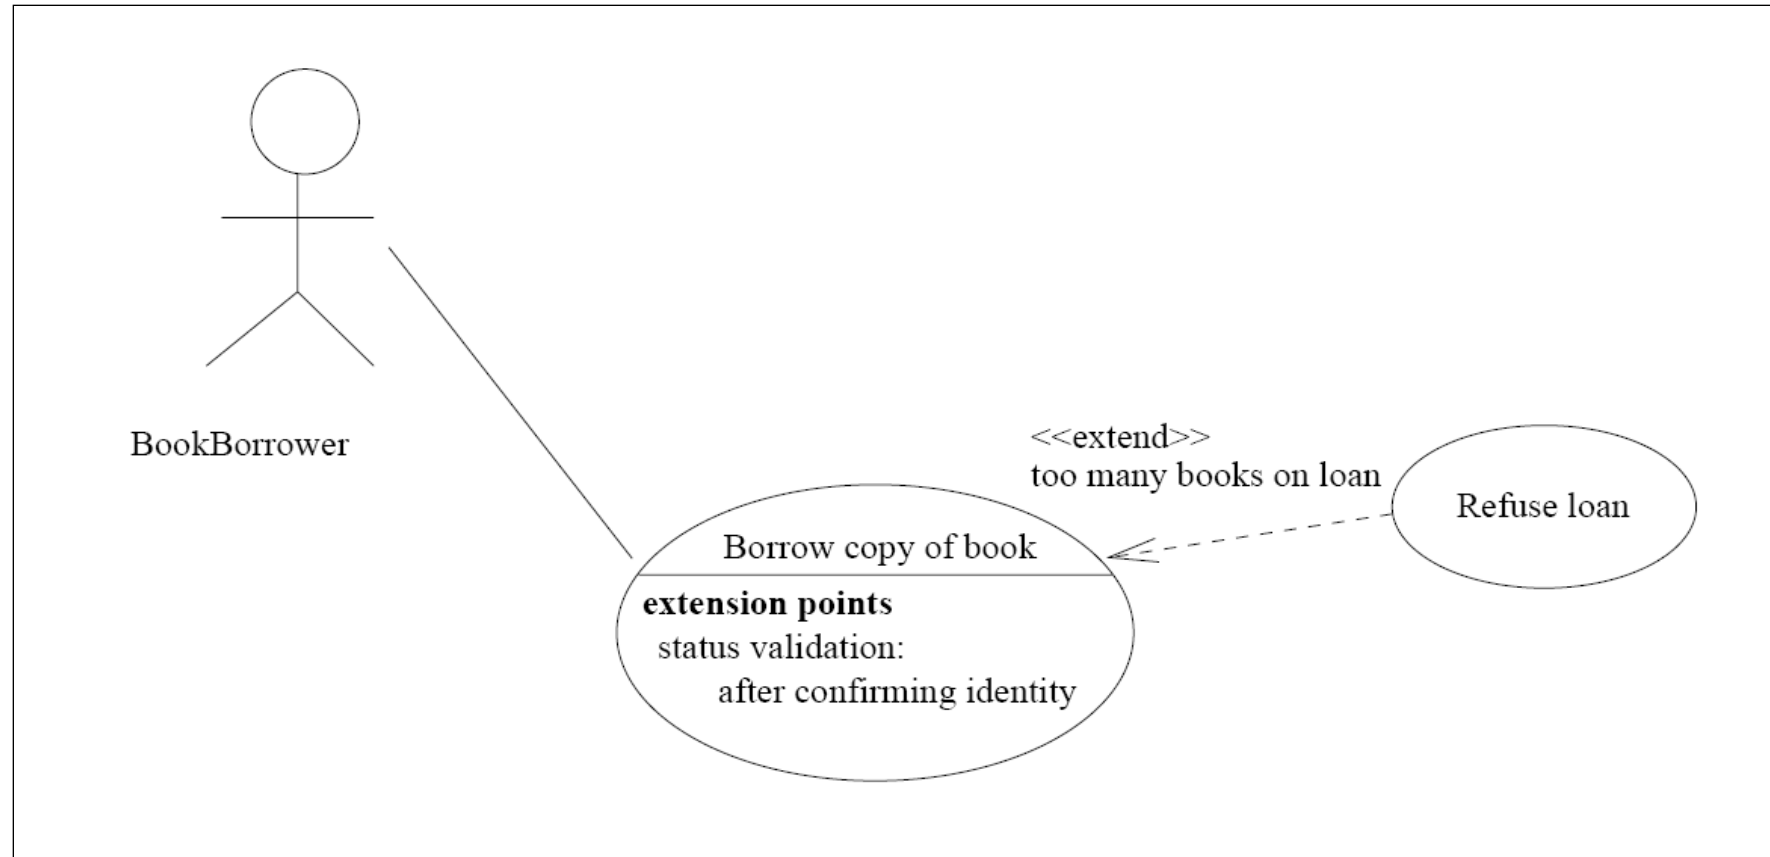 BookBorrower
<<extend>>
too many books on loan
Refuse loan
Borrow copy of book
extension points
status validation:
after confirming identity